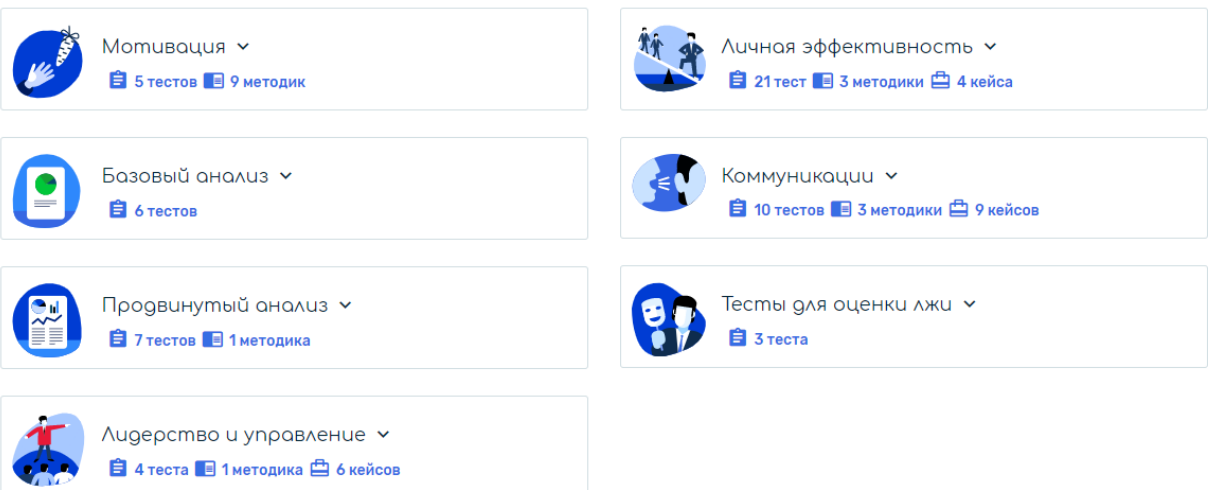 Мотивация
5 тестов 9 методик
Личная эффективность
21 тест 3 методики 4 кейса
Базовый анализ
6 тестов
Коммуникации
10 тестов 3 методики 9 кейсов
Продвинутый анализ
7 тестов 1 методика
Тесты для оценки лжи
3 теста
Лидерство и управление
4 теста 1 методика 6 кейсов